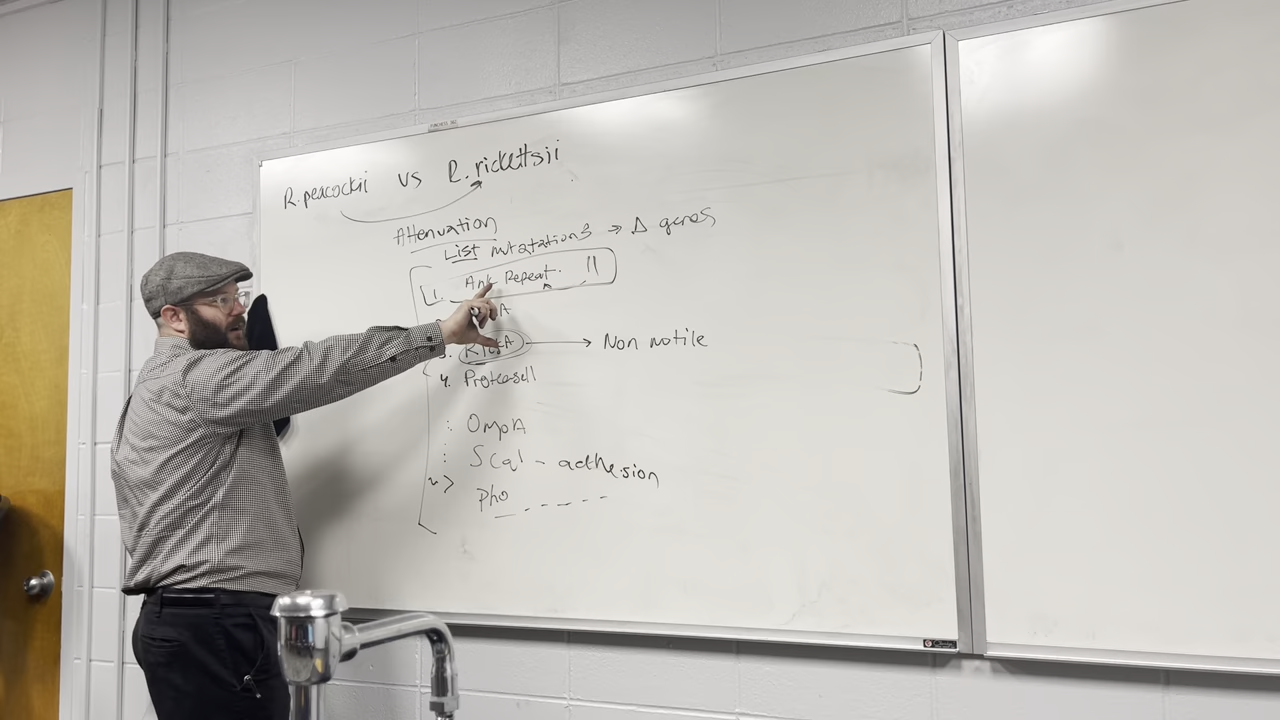 R. peacockii vs R. rickettsii
Attenuation
List mutations → Δ genes
1. Ank Repeat. ||
A
3. RickA → Non notile
4. Protease II
: OmpA
: Sca1 - adhesion
~> pho _ - - - - -